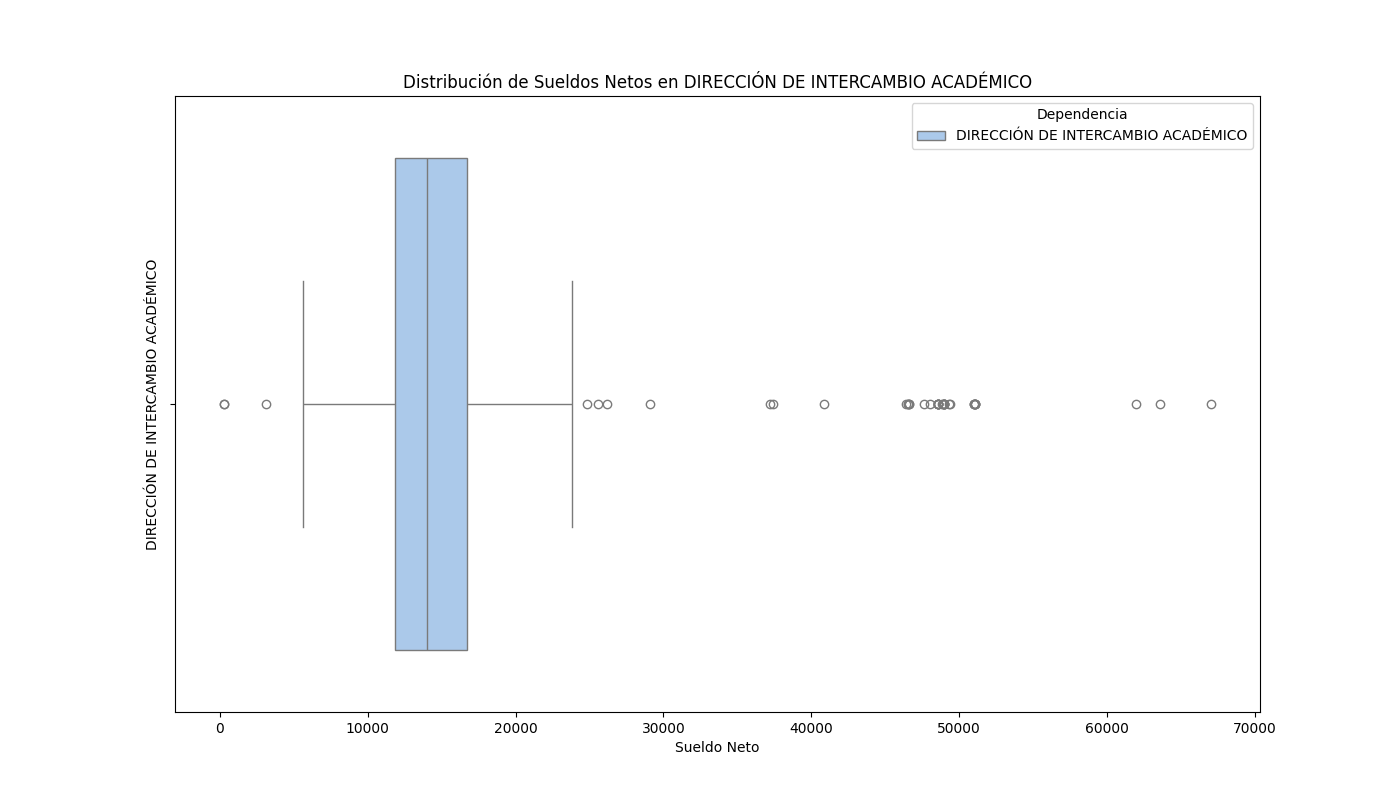 Distribución de Sueldos Netos en DIRECCIÓN DE INTERCAMBIO ACADÉMICO
Dependencia
DIRECCIÓN DE INTERCAMBIO ACADÉMICO
DIRECCIÓN DE INTERCAMBIO ACADÉMICO
0 10000 20000 30000 40000 50000 60000 70000
Sueldo Neto